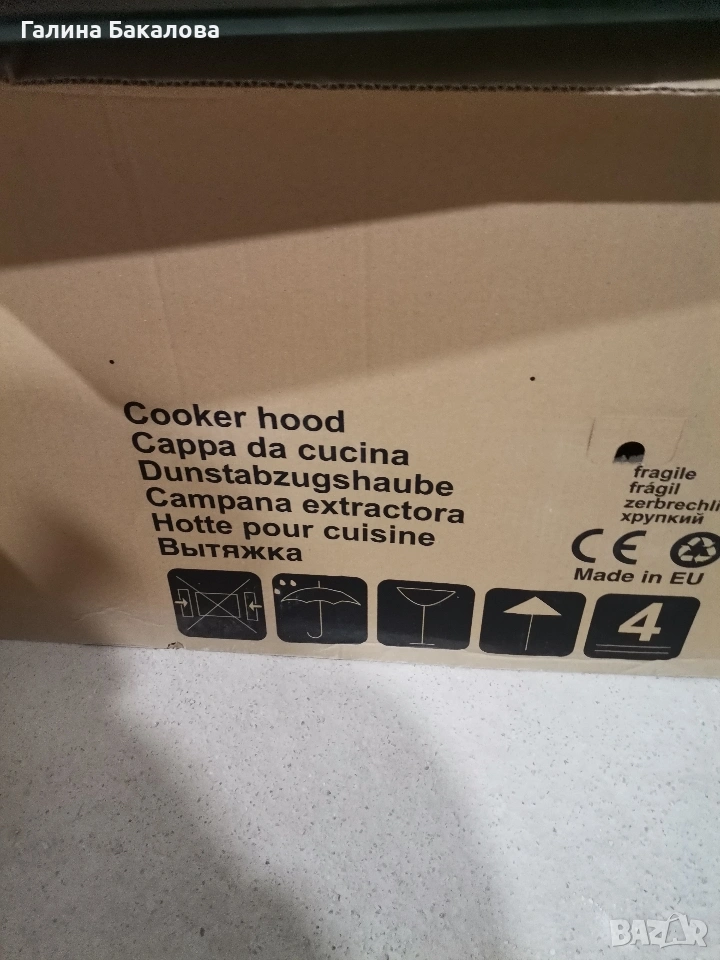 Галина Бакалова
Cooker hood
Cappa da cucina
Dunstabzugshaube
Campana extractora
Hotte pour cuisine
Вытяжка
fragile
frágil
zerbrechli
хрупкий
CE
Made in EU
4
BAZAR